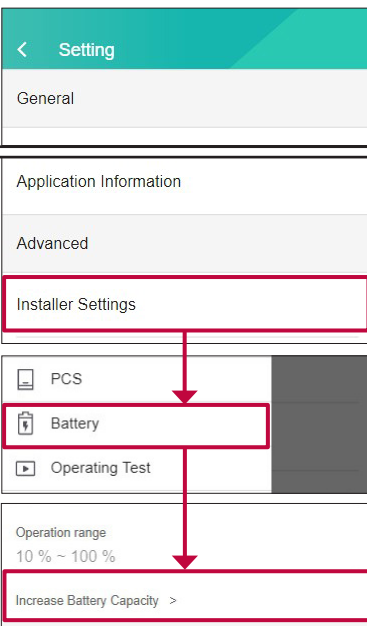 Setting
General
Application Information
Advanced
Installer Settings
PCS
Battery
Operating Test
Operation range
10 % ~ 100 %
Increase Battery Capacity >